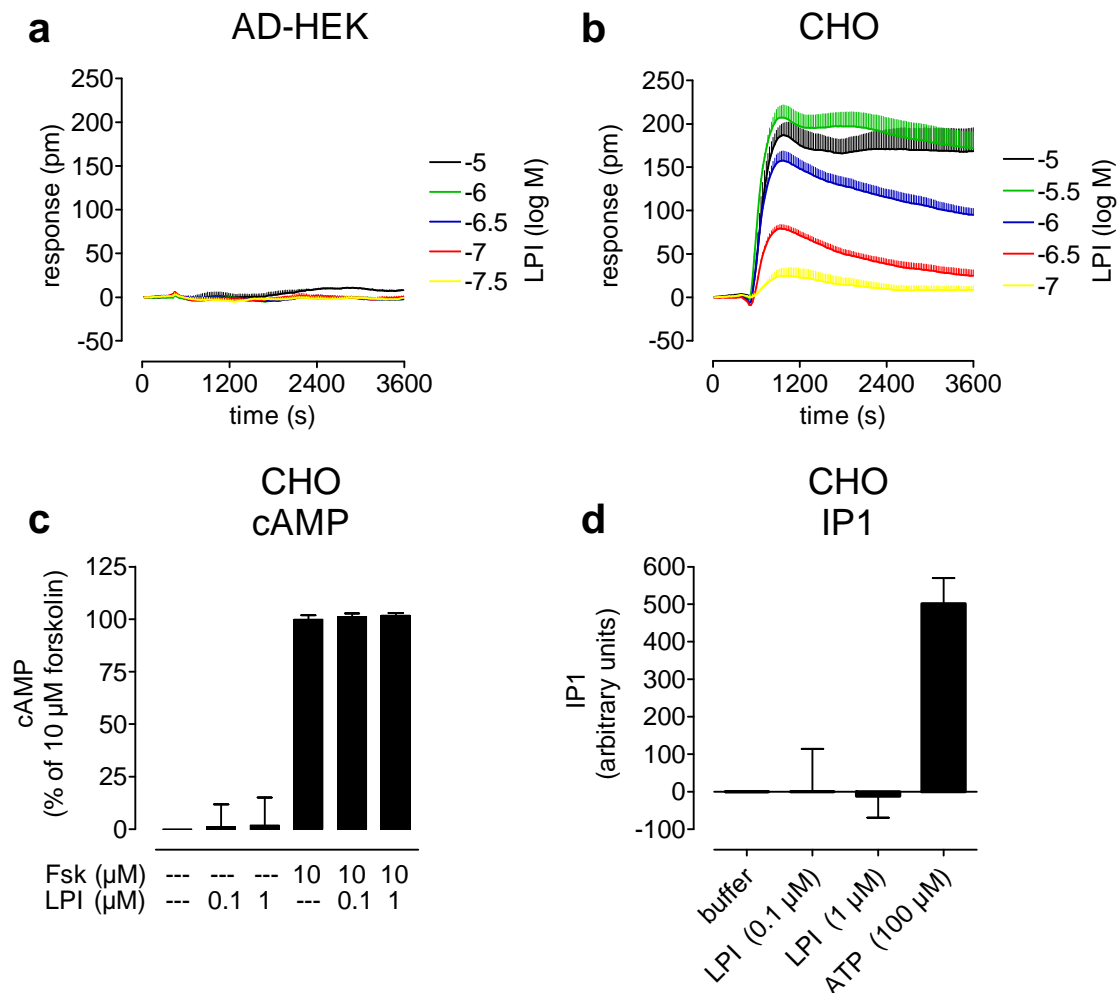 a
AD-HEK
response (pm)
250
200
150
100
50
0
-50
0 1200 2400 3600
time (s)
-5
-6
-6.5
-7
-7.5
LPI (log M)
b
CHO
response (pm)
250
200
150
100
50
0
-50
0 1200 2400 3600
time (s)
-5
-5.5
-6
-6.5
-7
LPI (log M)
c
CHO
cAMP
cAMP
(% of 10 µM forskolin)
125
100
75
50
25
0
Fsk (µM) --- --- --- 10 10 10
LPI (µM) --- 0.1 1 --- 0.1 1
d
CHO
IP1
IP1
(arbitrary units)
600
500
400
300
200
100
0
-100
buffer
LPI (0.1 µM)
LPI (1 µM)
ATP (100 µM)